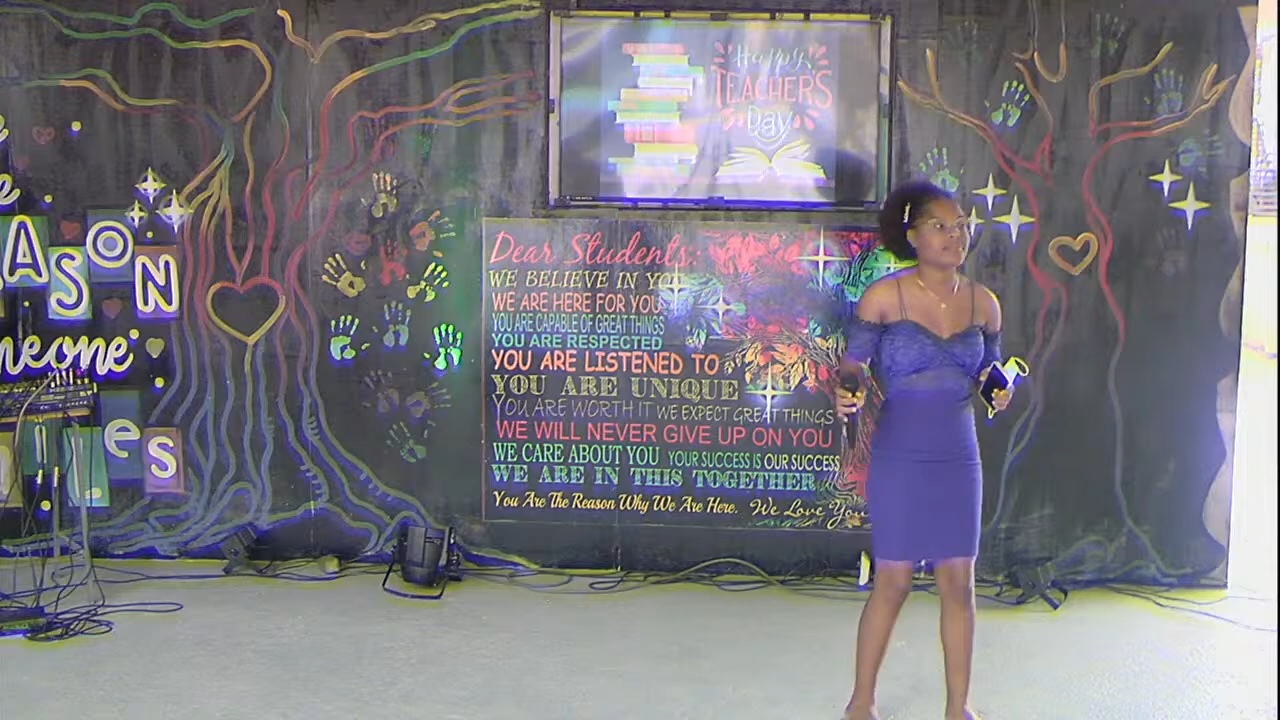 Happy
TEACHER'S
Day
ASON
meone
es
Dear Students:
WE BELIEVE IN YOU
WE ARE HERE FOR YOU
YOU ARE CAPABLE OF GREAT THINGS
YOU ARE RESPECTED
YOU ARE LISTENED TO
YOU ARE UNIQUE
YOU ARE WORTH IT WE EXPECT GREAT THINGS
WE WILL NEVER GIVE UP ON YOU
WE CARE ABOUT YOU YOUR SUCCESS IS OUR SUCCESS
WE ARE IN THIS TOGETHER
You Are The Reason Why We Are Here. We Love You